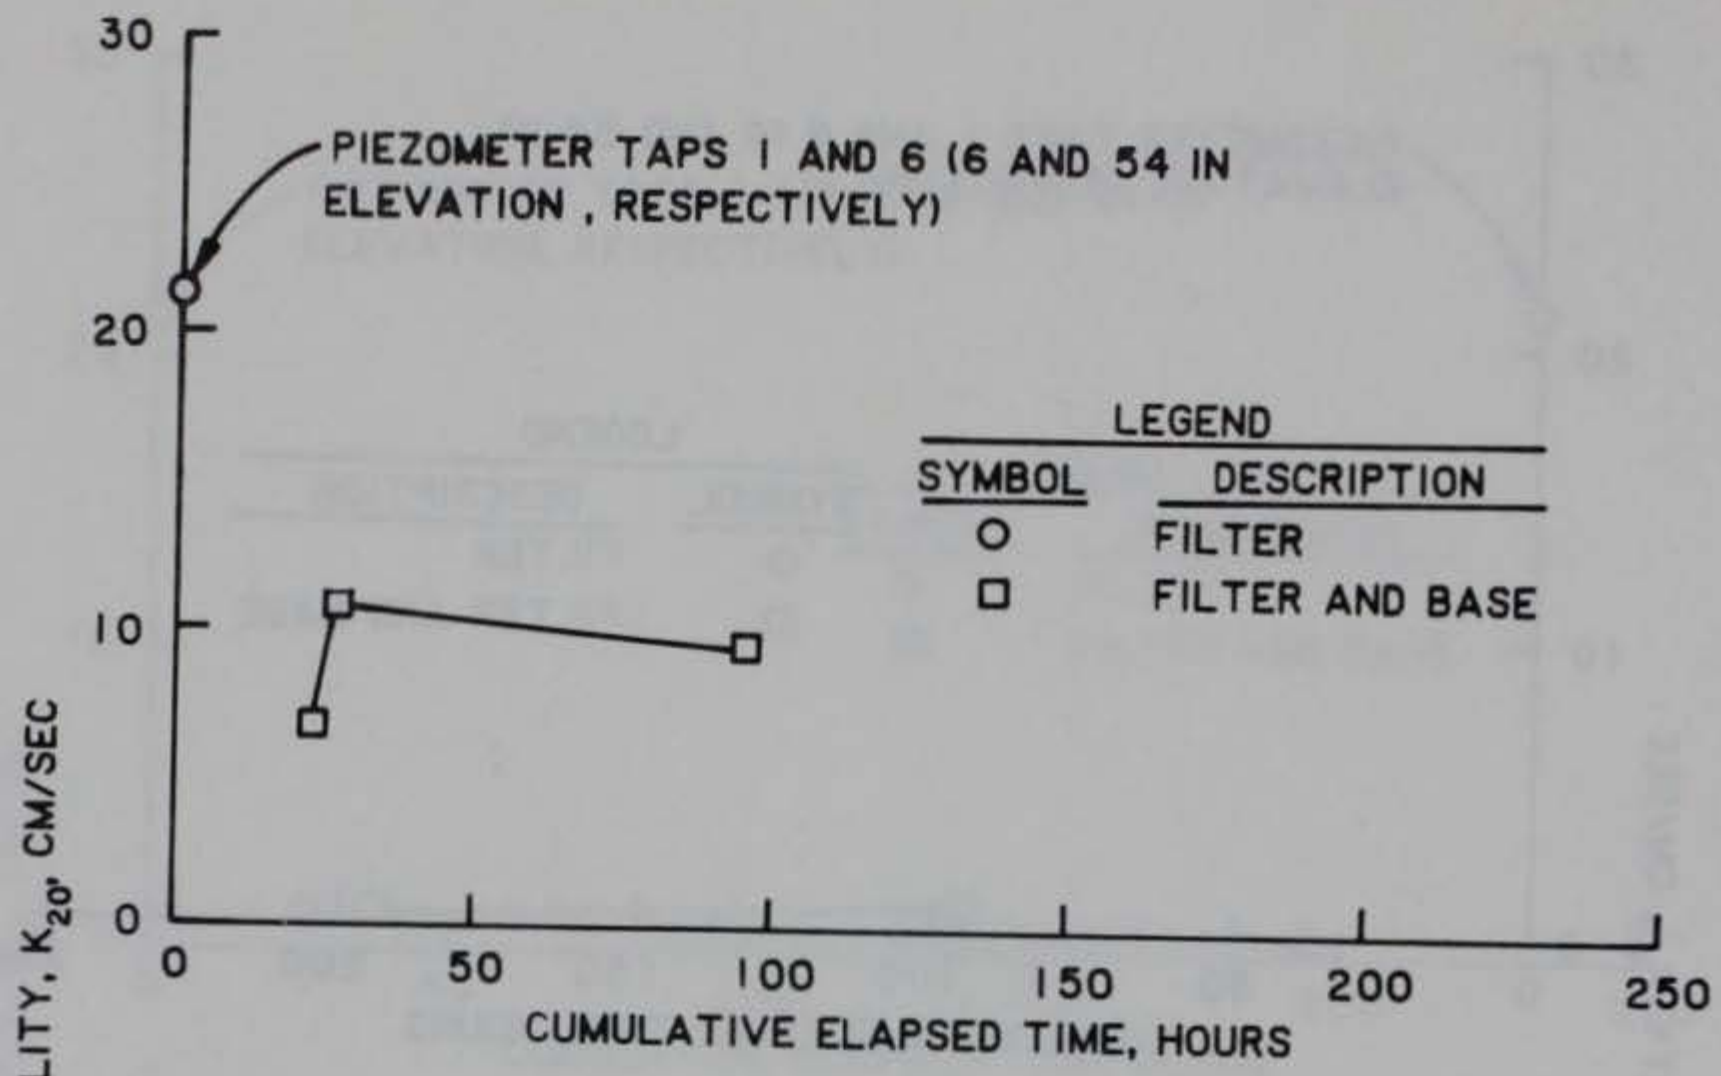 30
PIEZOMETER TAPS 1 AND 6 (6 AND 54 IN
ELEVATION , RESPECTIVELY)
20
LEGEND
SYMBOL DESCRIPTION
FILTER
FILTER AND BASE
10
LITY, K20, CM/SEC
0
0 50 100 150 200 250
CUMULATIVE ELAPSED TIME, HOURS